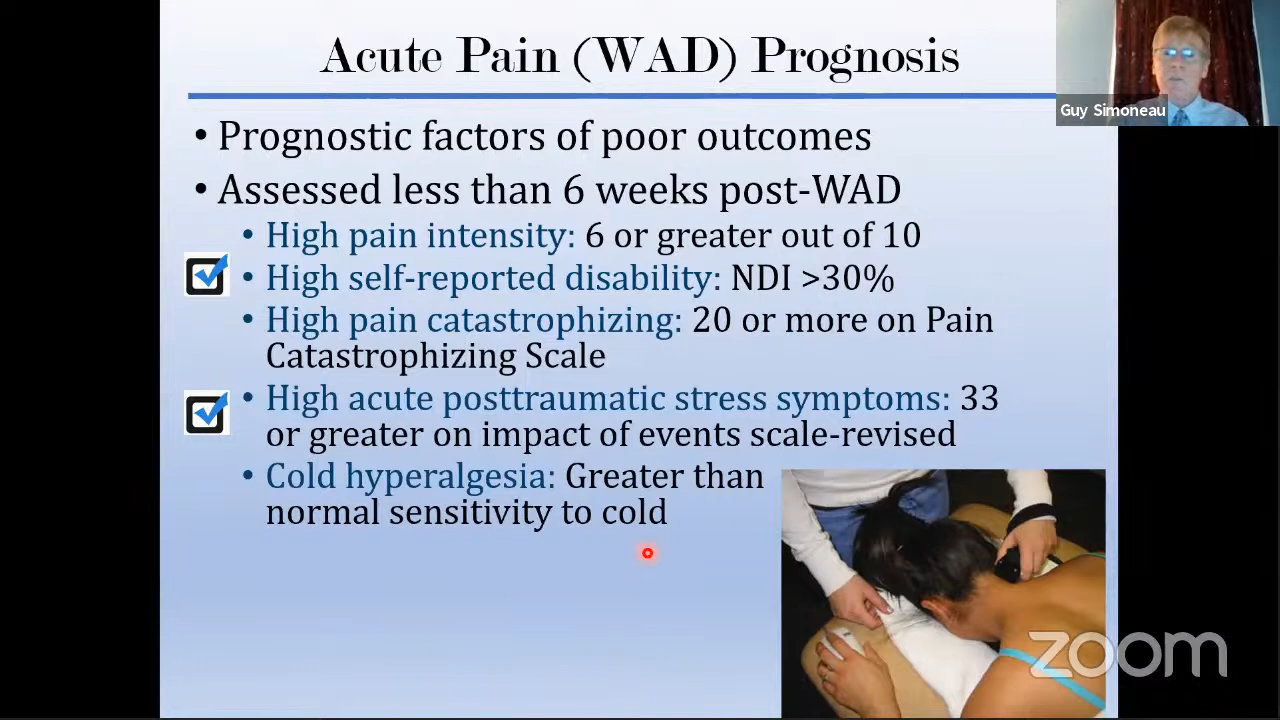 Acute Pain (WAD) Prognosis
Guy Simoneau
• Prognostic factors of poor outcomes
• Assessed less than 6 weeks post-WAD
• High pain intensity: 6 or greater out of 10
• High self-reported disability: NDI >30%
• High pain catastrophizing: 20 or more on Pain
Catastrophizing Scale
• High acute posttraumatic stress symptoms: 33
or greater on impact of events scale-revised
• Cold hyperalgesia: Greater than
normal sensitivity to cold
zoom